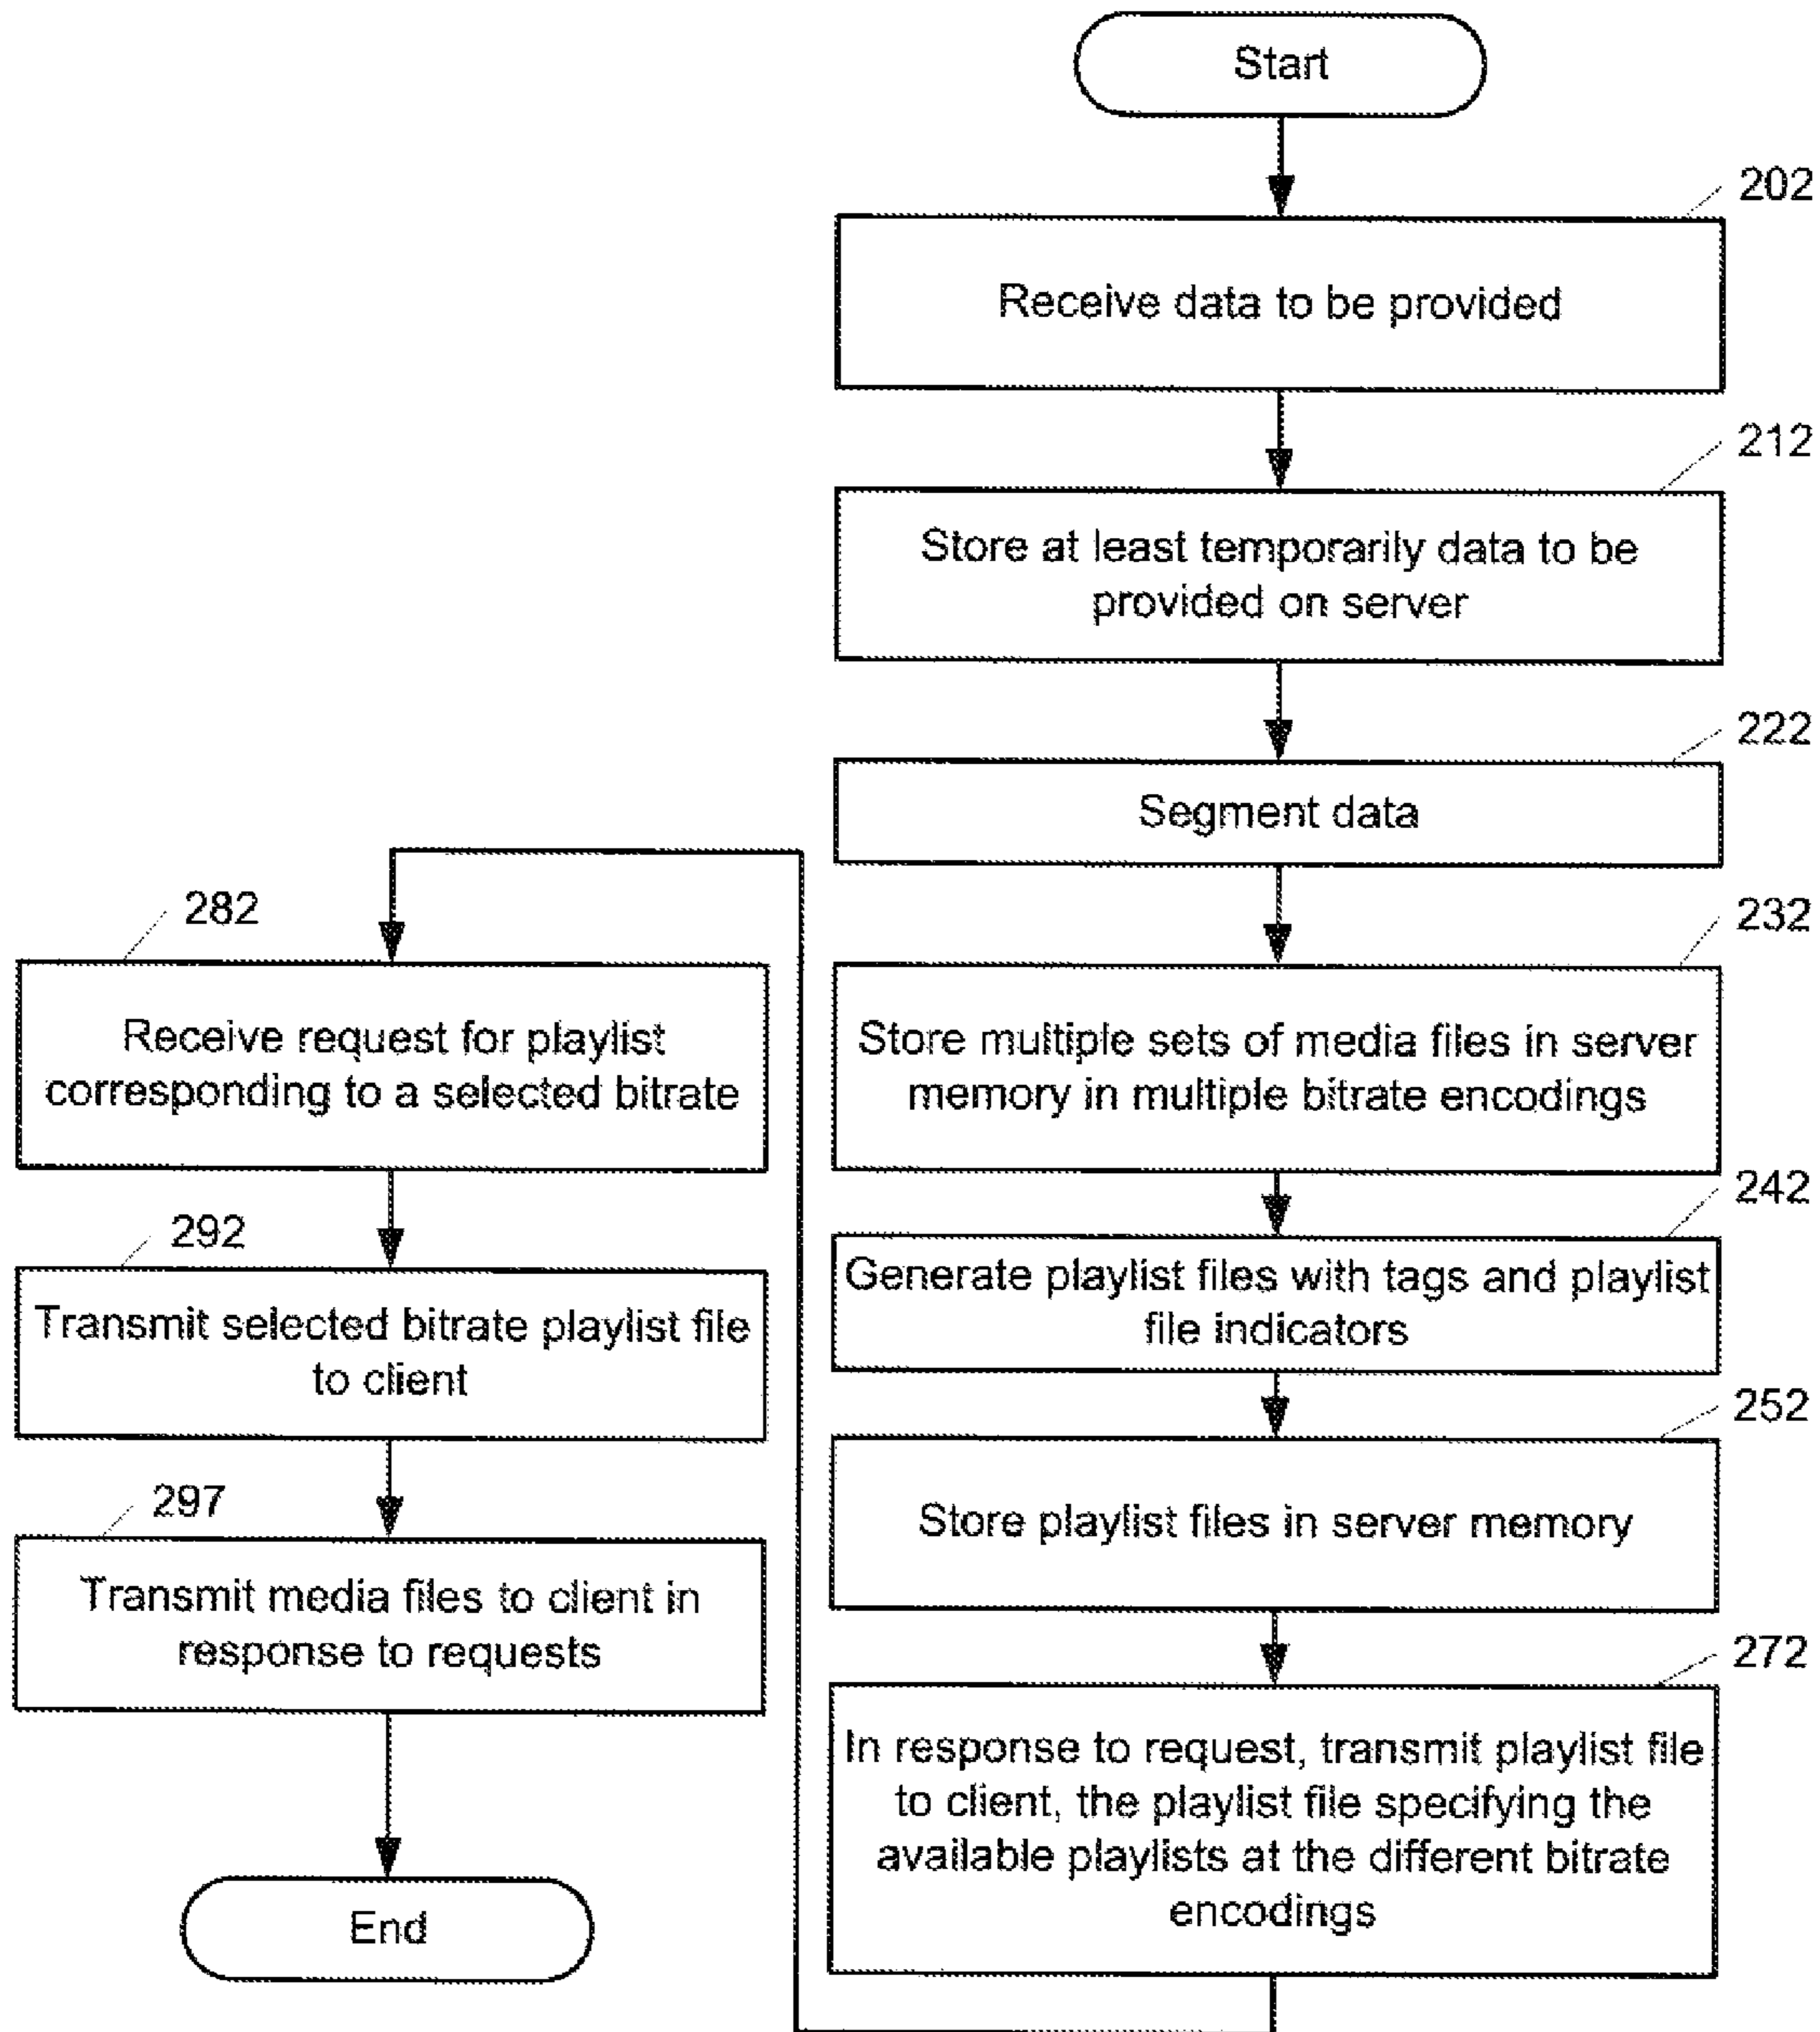 Start
202
Receive data to be provided
212
Store at least temporarily data to be
provided on server
222
Segment data
232
Store multiple sets of media files in server
memory in multiple bitrate encodings
242
Generate playlist files with tags and playlist
file indicators
252
Store playlist files in server memory
272
In response to request, transmit playlist file
to client, the playlist file specifying the
available playlists at the different bitrate
encodings
282
Receive request for playlist
corresponding to a selected bitrate
292
Transmit selected bitrate playlist file
to client
297
Transmit media files to client in
response to requests
End